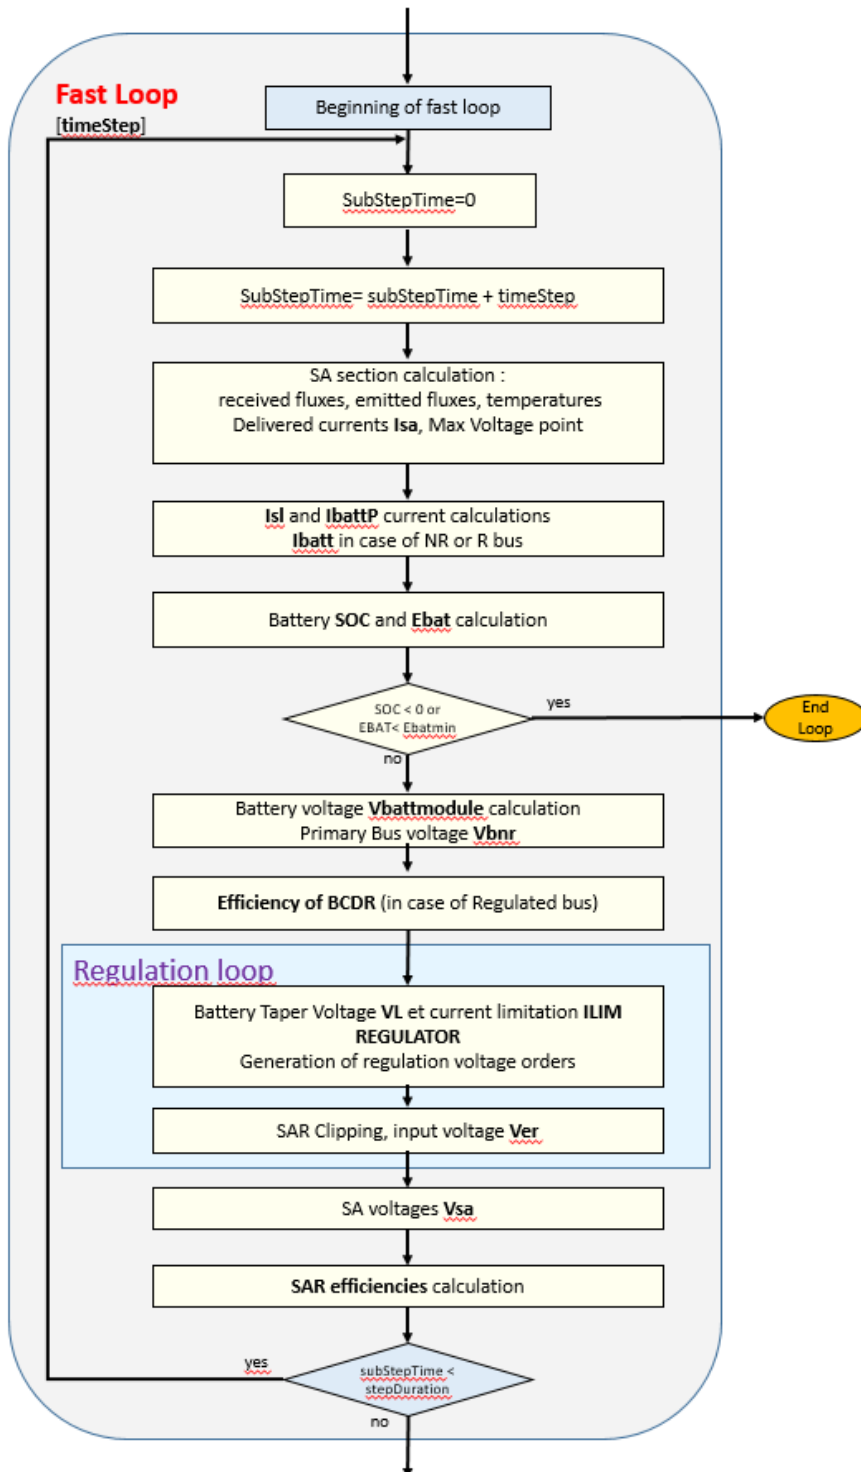 Fast Loop
[timeStep]
Beginning of fast loop
SubStepTime=0
SubStepTime= subStepTime + timeStep
SA section calculation :
received fluxes, emitted fluxes, temperatures
Delivered currents Isa, Max Voltage point
Isl and IbattP current calculations
Ibatt in case of NR or R bus
Battery SOC and Ebat calculation
SOC < 0 or
EBAT< Ebatmin
yes
End
Loop
no
Battery voltage Vbattmodule calculation
Primary Bus voltage Vbnr
Efficiency of BCDR (in case of Regulated bus)
Regulation loop
Battery Taper Voltage VL et current limitation ILIM
REGULATOR
Generation of regulation voltage orders
SAR Clipping, input voltage Ver
SA voltages Vsa
SAR efficiencies calculation
yes
subStepTime <
stepDuration
no